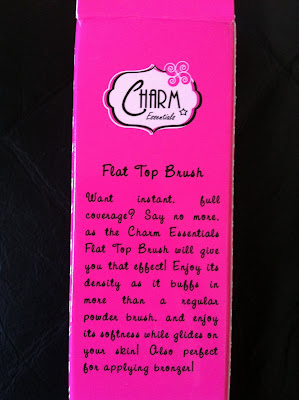 CHARM
Essentials
Flat Top Brush
Want instant, full
coverage? Say no more,
as the Charm Essentials
Flat Top Brush will give
you that effect! Enjoy its
density as it buffs in
more than a regular
powder brush, and enjoy
its softness while glides on
your skin! Also perfect
for applying bronzer!